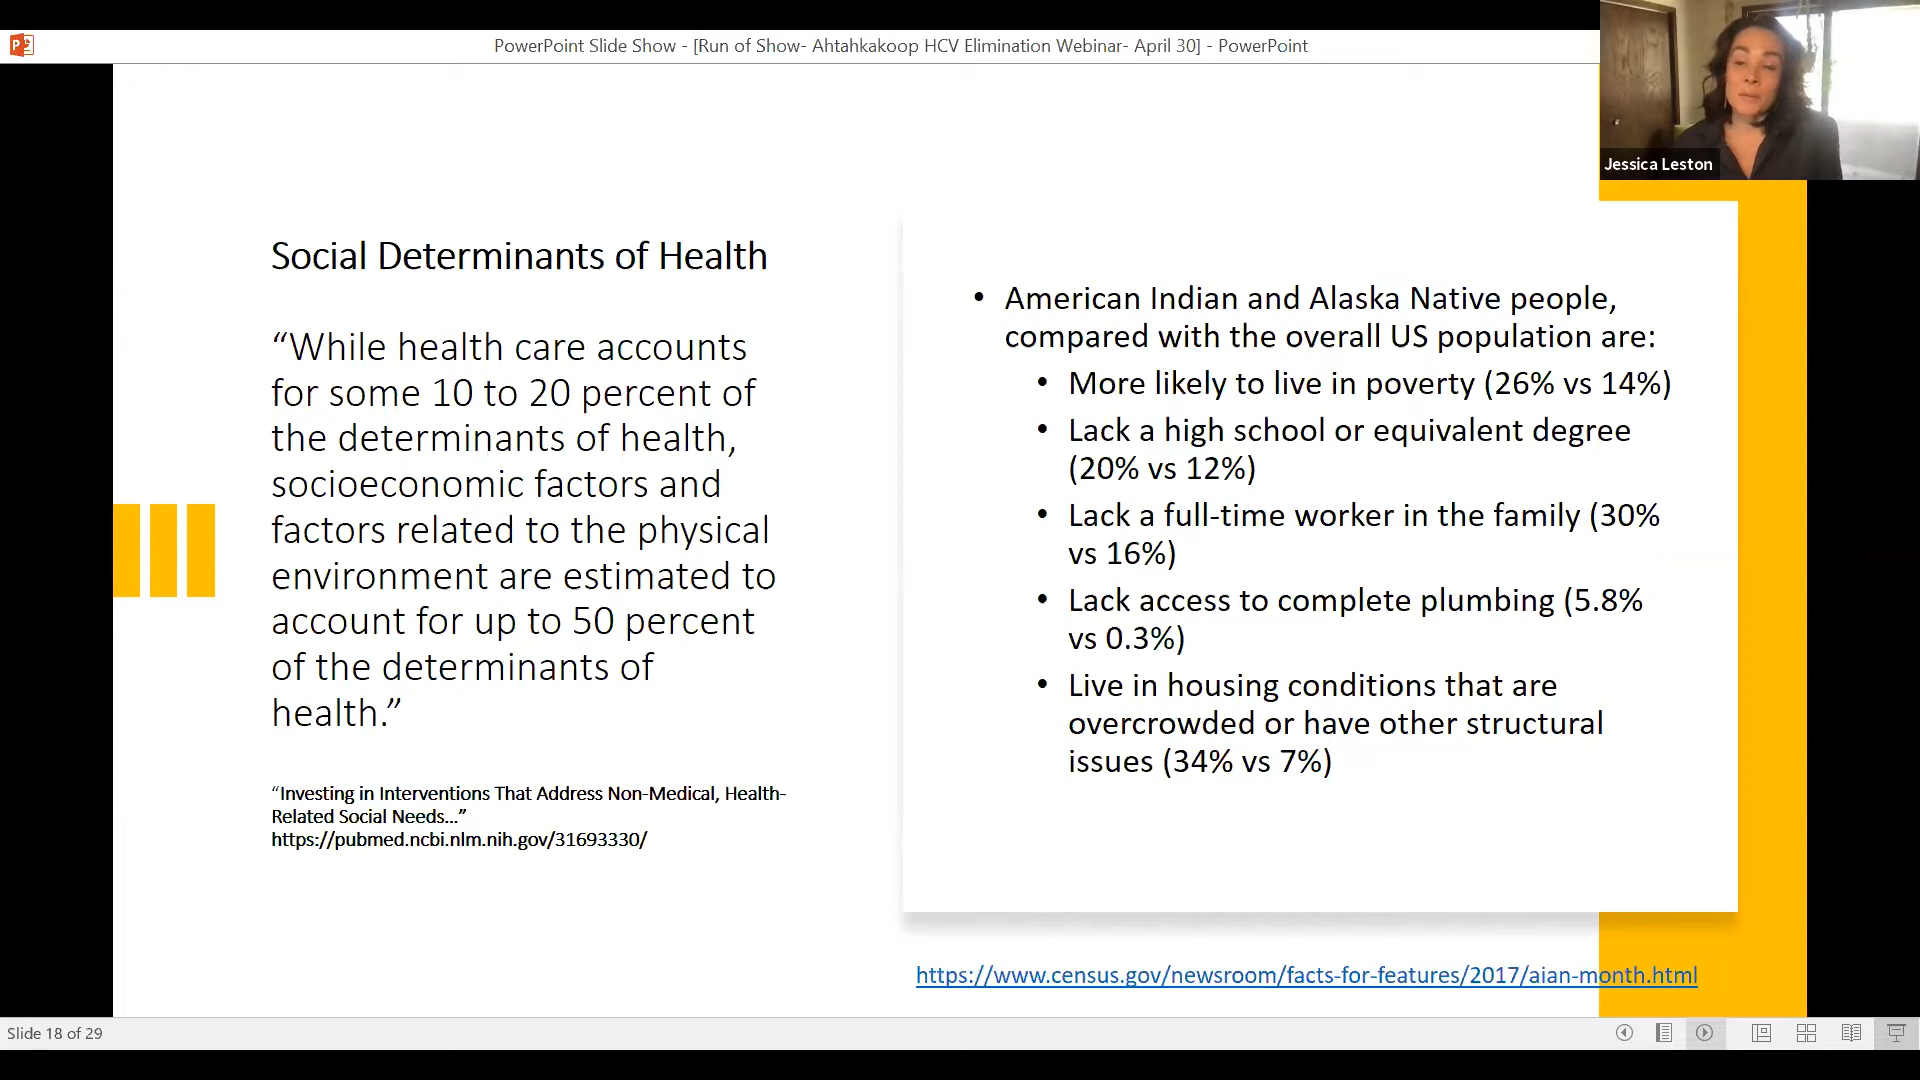 PowerPoint Slide Show - [Run of Show- Ahtahkakoop HCV Elimination Webinar- April 30] - PowerPoint
Jessica Leston
Social Determinants of Health
“While health care accounts
for some 10 to 20 percent of
the determinants of health,
socioeconomic factors and
factors related to the physical
environment are estimated to
account for up to 50 percent
of the determinants of
health.”
“Investing in Interventions That Address Non-Medical, Health-
Related Social Needs...”
https://pubmed.ncbi.nlm.nih.gov/31693330/
• American Indian and Alaska Native people,
compared with the overall US population are:
• More likely to live in poverty (26% vs 14%)
• Lack a high school or equivalent degree
(20% vs 12%)
• Lack a full-time worker in the family (30%
vs 16%)
• Lack access to complete plumbing (5.8%
vs 0.3%)
• Live in housing conditions that are
overcrowded or have other structural
issues (34% vs 7%)
https://www.census.gov/newsroom/facts-for-features/2017/aian-month.html
Slide 18 of 29